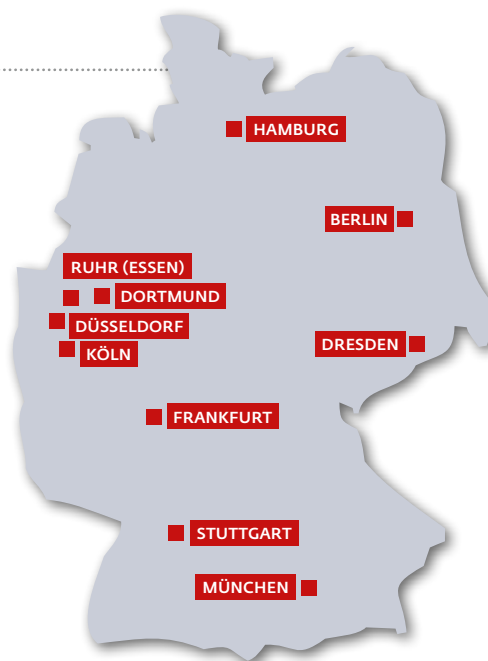 HAMBURG
BERLIN
RUHR (ESSEN)
DORTMUND
DÜSSELDORF
KÖLN
DRESDEN
FRANKFURT
STUTTGART
MÜNCHEN